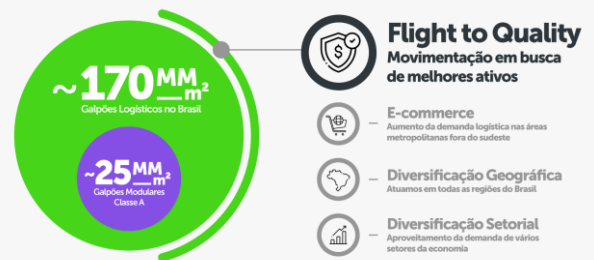 ~170MM m²
Galpões Logísticos no Brasil
~25MM m²
Galpões Modulares
Classe A
$
Flight to Quality
Movimentação em busca
de melhores ativos
E-commerce
Aumento da demanda logística nas áreas
metropolitanas fora do sudeste
Diversificação Geográfica
Atuamos em todas as regiões do Brasil
Diversificação Setorial
Aproveitamento da demanda de vários
setores da economia